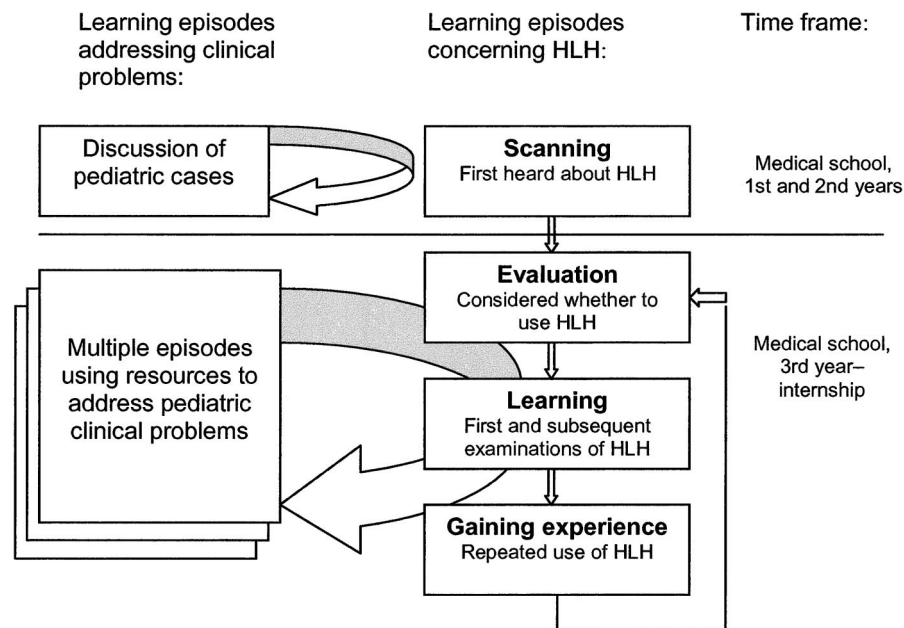 Learning episodes
addressing clinical
problems:
Learning episodes
concerning HLH:
Time frame:
Discussion of
pediatric cases
Scanning
First heard about HLH
Medical school,
1st and 2nd years
Evaluation
Considered whether to
use HLH
Multiple episodes
using resources to
address pediatric
clinical problems
Medical school,
3rd year–
internship
Learning
First and subsequent
examinations of HLH
Gaining experience
Repeated use of HLH